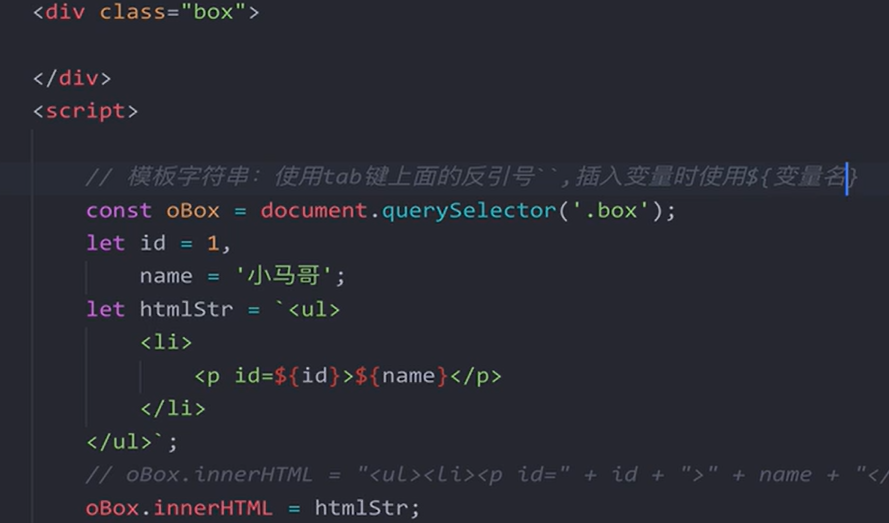 <div class="box">
</div>
<script>
// 模板字符串：使用tab键上面的反引号``,插入变量时使用${变量名}
const oBox = document.querySelector('.box');
let id = 1,
name = '小马哥';
let htmlStr = `<ul>
<li>
<p id=${id}>${name}</p>
</li>
</ul>`;
// oBox.innerHTML = "<ul><li><p id=" + id + ">" + name + "</
oBox.innerHTML = htmlStr;